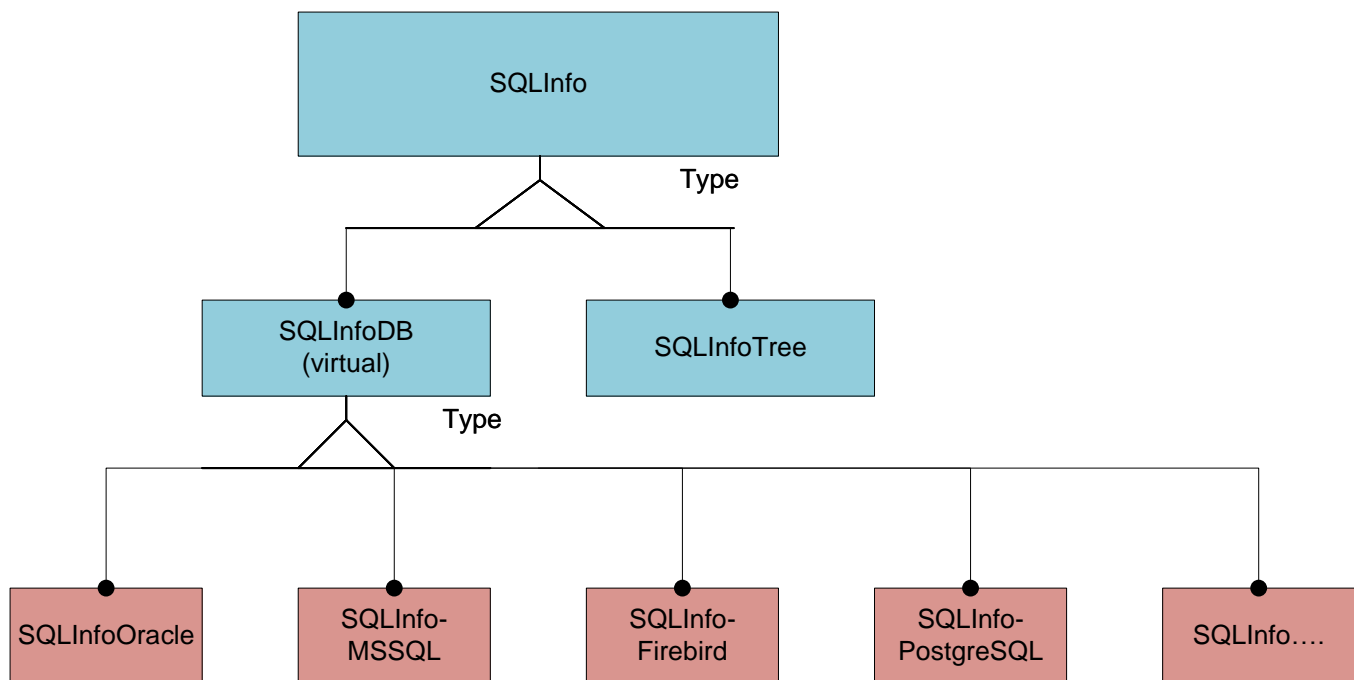 SQLInfo
Type
SQLInfoDB
(virtual)
SQLInfoTree
Type
SQLInfoOracle
SQLInfo-
MSSQL
SQLInfo-
Firebird
SQLInfo-
PostgreSQL
SQLInfo….